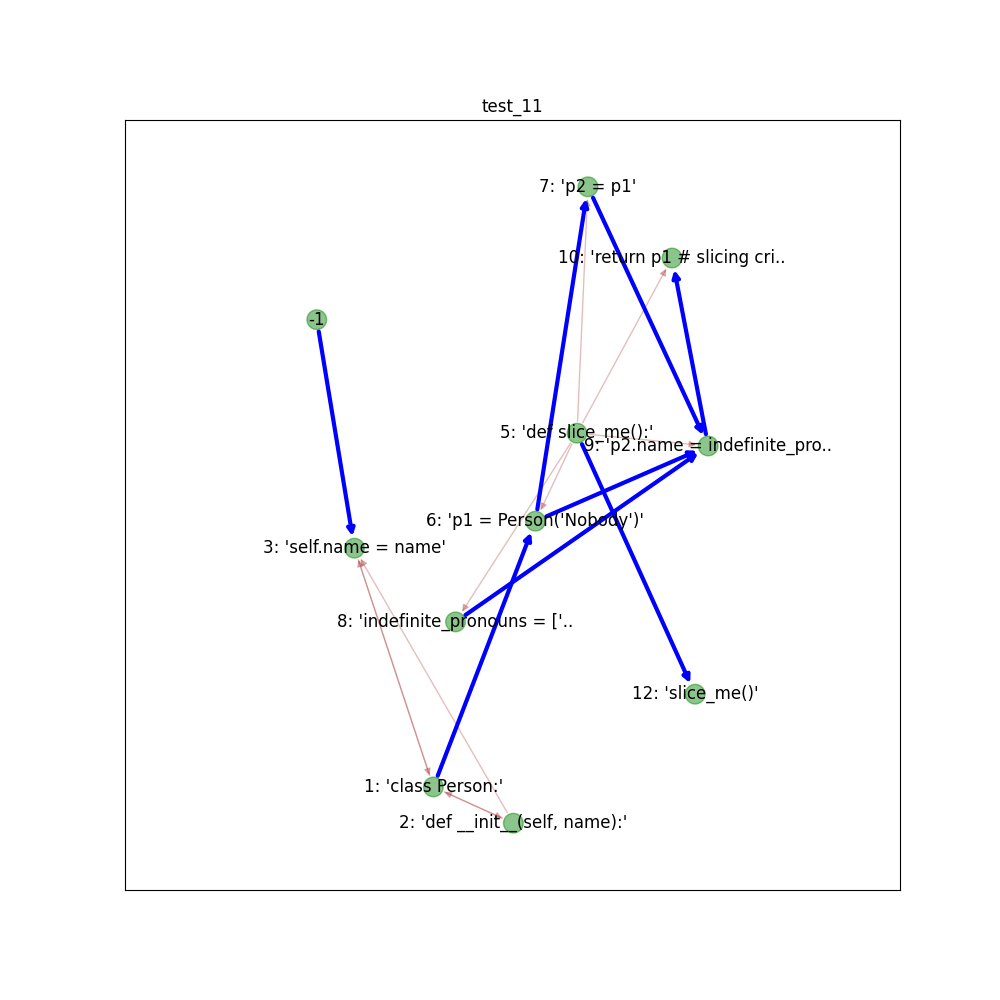 test_11
7: 'p2 = p1'
10: 'return p1 # slicing cri..
-1
5: 'def slice_me():'
9: 'p2.name = indefinite_pro..
6: 'p1 = Person('Nobody')'
3: 'self.name = name'
8: 'indefinite_pronouns = ['..
12: 'slice_me()'
1: 'class Person:'
2: 'def __init__(self, name):'